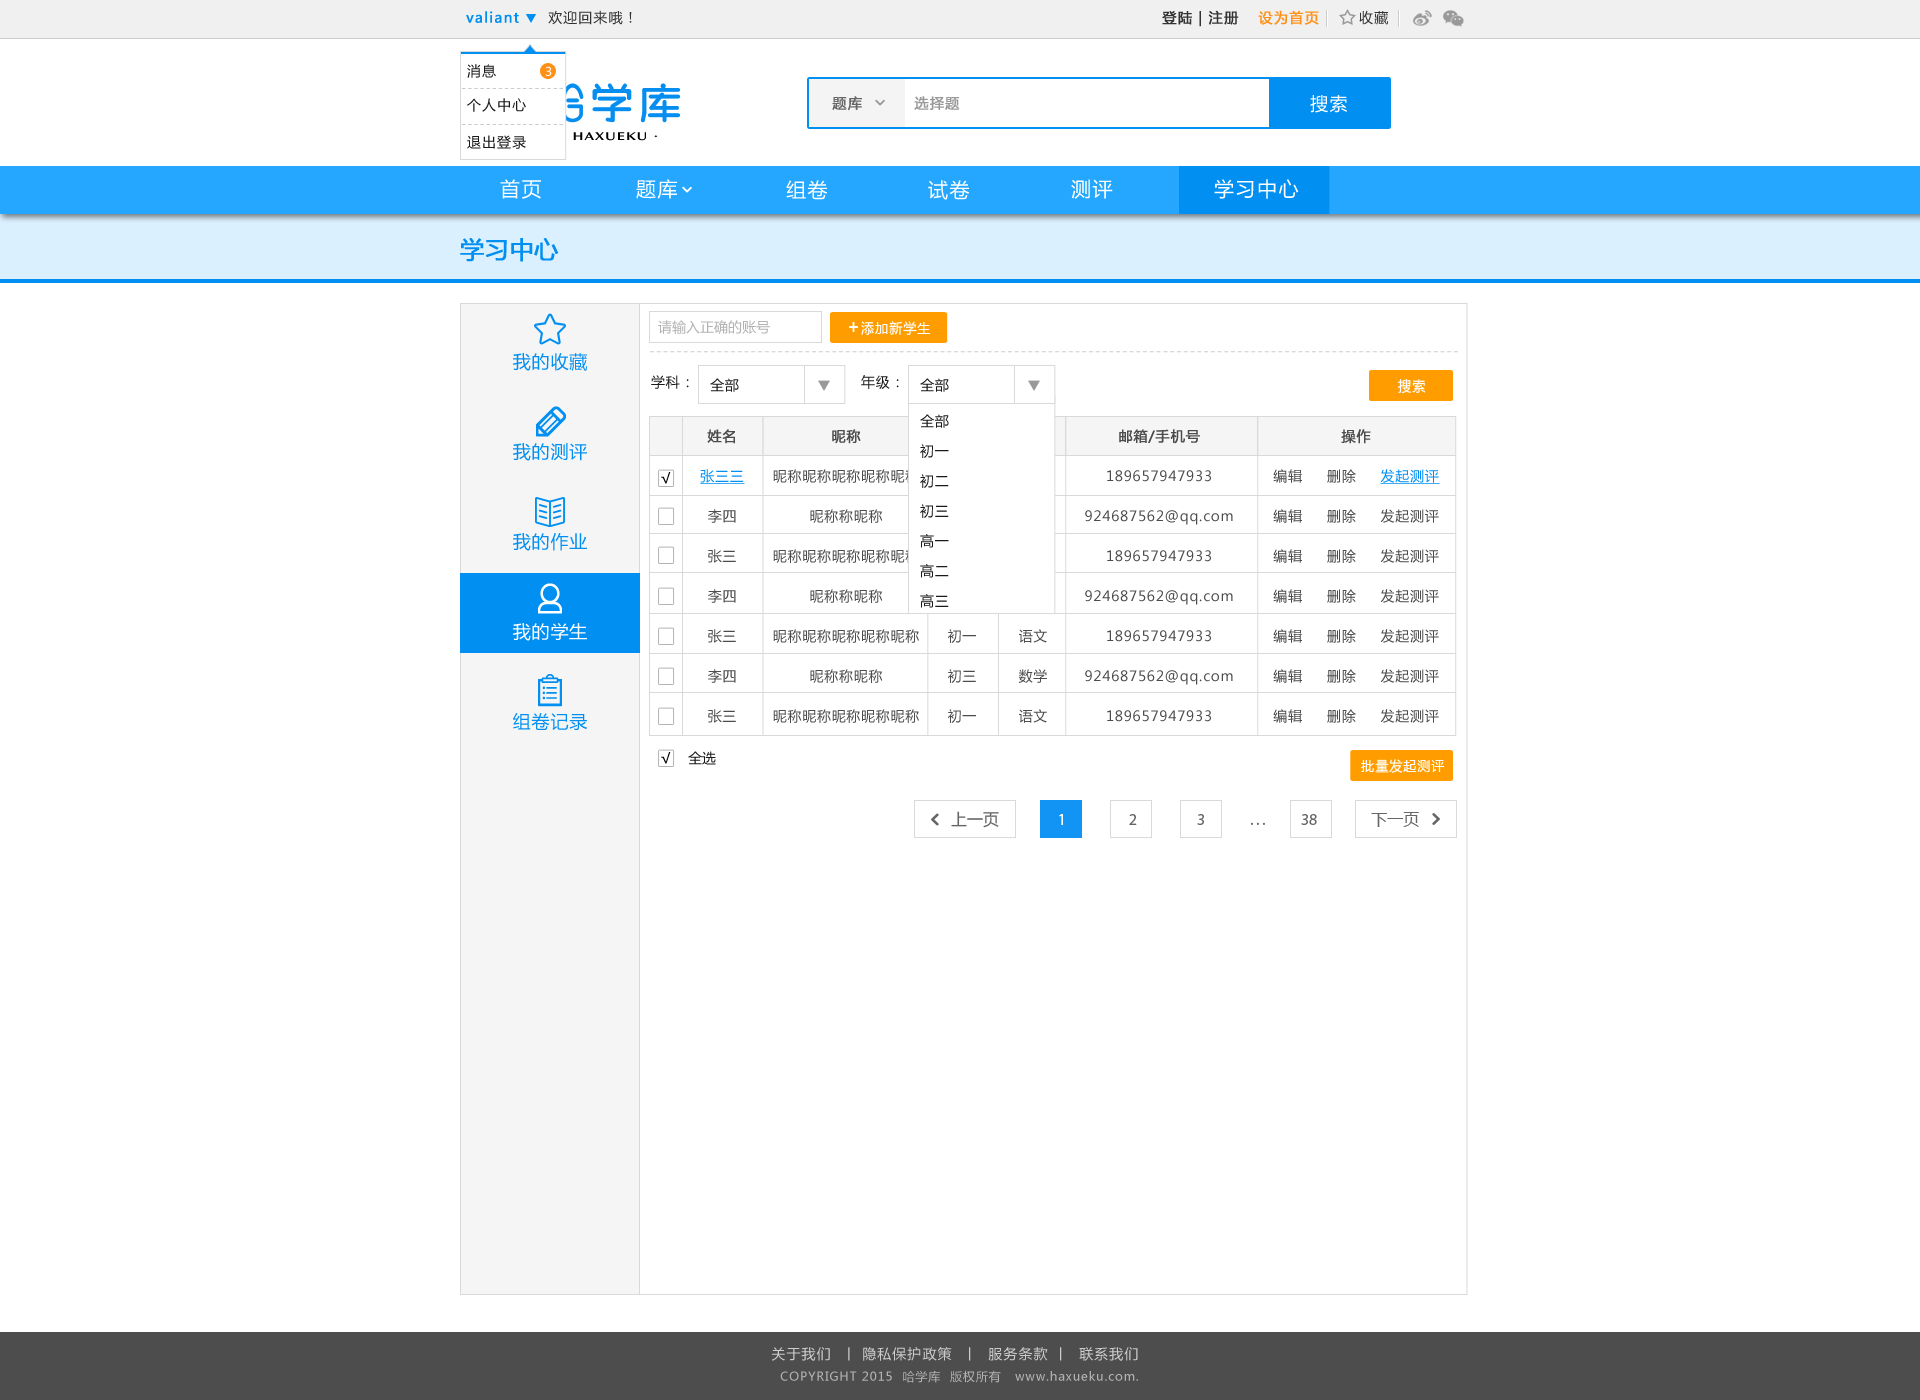 valiant ▼ 欢迎回来哦！ 登陆 | 注册 设为首页 收藏
消息 3
个人中心
退出登录
哈学库
HAXUEKU ·
题库 选择题 搜索
首页 题库 组卷 试卷 测评 学习中心
学习中心
我的收藏
我的测评
我的作业
我的学生
组卷记录
请输入正确的账号 +添加新学生
学科： 全部 ▼ 年级： 全部 ▼ 搜索
全部
初一
初二
初三
高一
高二
高三
姓名 昵称 邮箱/手机号 操作
√ 张三三 昵称昵称昵称昵称昵 189657947933 编辑 删除 发起测评
李四 昵称称昵称 924687562@qq.com 编辑 删除 发起测评
张三 昵称昵称昵称昵称昵 189657947933 编辑 删除 发起测评
李四 昵称称昵称 924687562@qq.com 编辑 删除 发起测评
张三 昵称昵称昵称昵称昵称 初一 语文 189657947933 编辑 删除 发起测评
李四 昵称称昵称 初三 数学 924687562@qq.com 编辑 删除 发起测评
张三 昵称昵称昵称昵称昵称 初一 语文 189657947933 编辑 删除 发起测评
√ 全选 批量发起测评
上一页 1 2 3 ... 38 下一页
关于我们 | 隐私保护政策 | 服务条款 | 联系我们
COPYRIGHT 2015 哈学库 版权所有 www.haxueku.com.